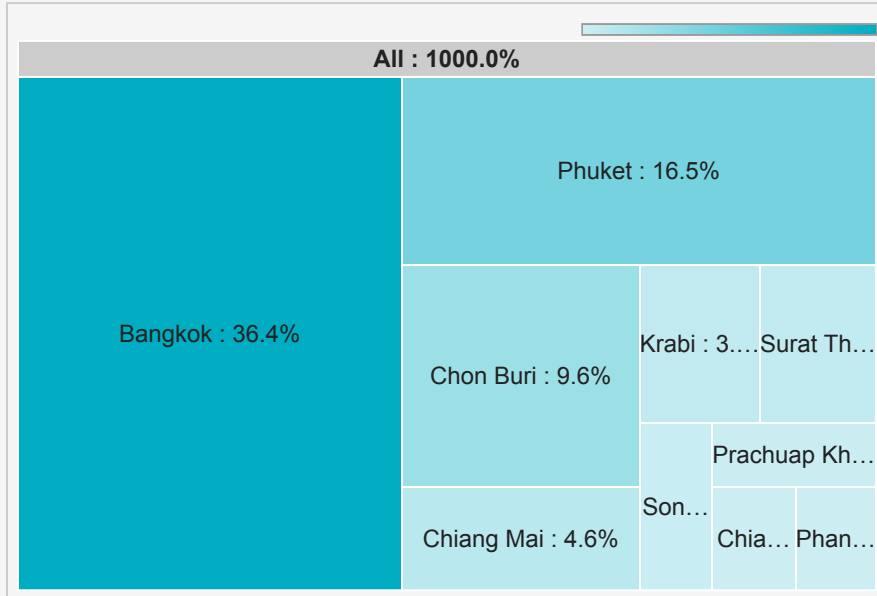 All : 1000.0%
Phuket : 16.5%
Bangkok : 36.4%
Krabi : 3.…
Surat Th…
Chon Buri : 9.6%
Prachuap Kh…
Son…
Chiang Mai : 4.6%
Chia…
Phan…